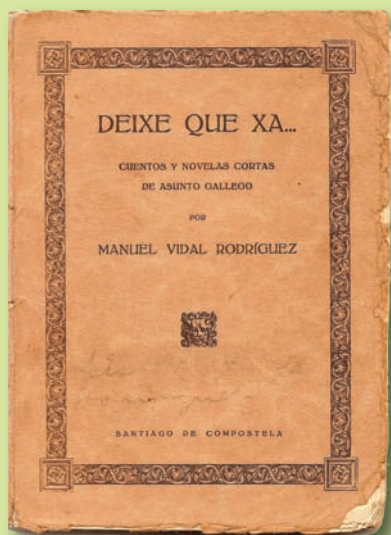 DEIXE QUE XA...
CUENTOS Y NOVELAS CORTAS
DE ASUNTO GALLEGO
POR
MANUEL VIDAL RODRÍGUEZ
SANTIAGO DE COMPOSTELA